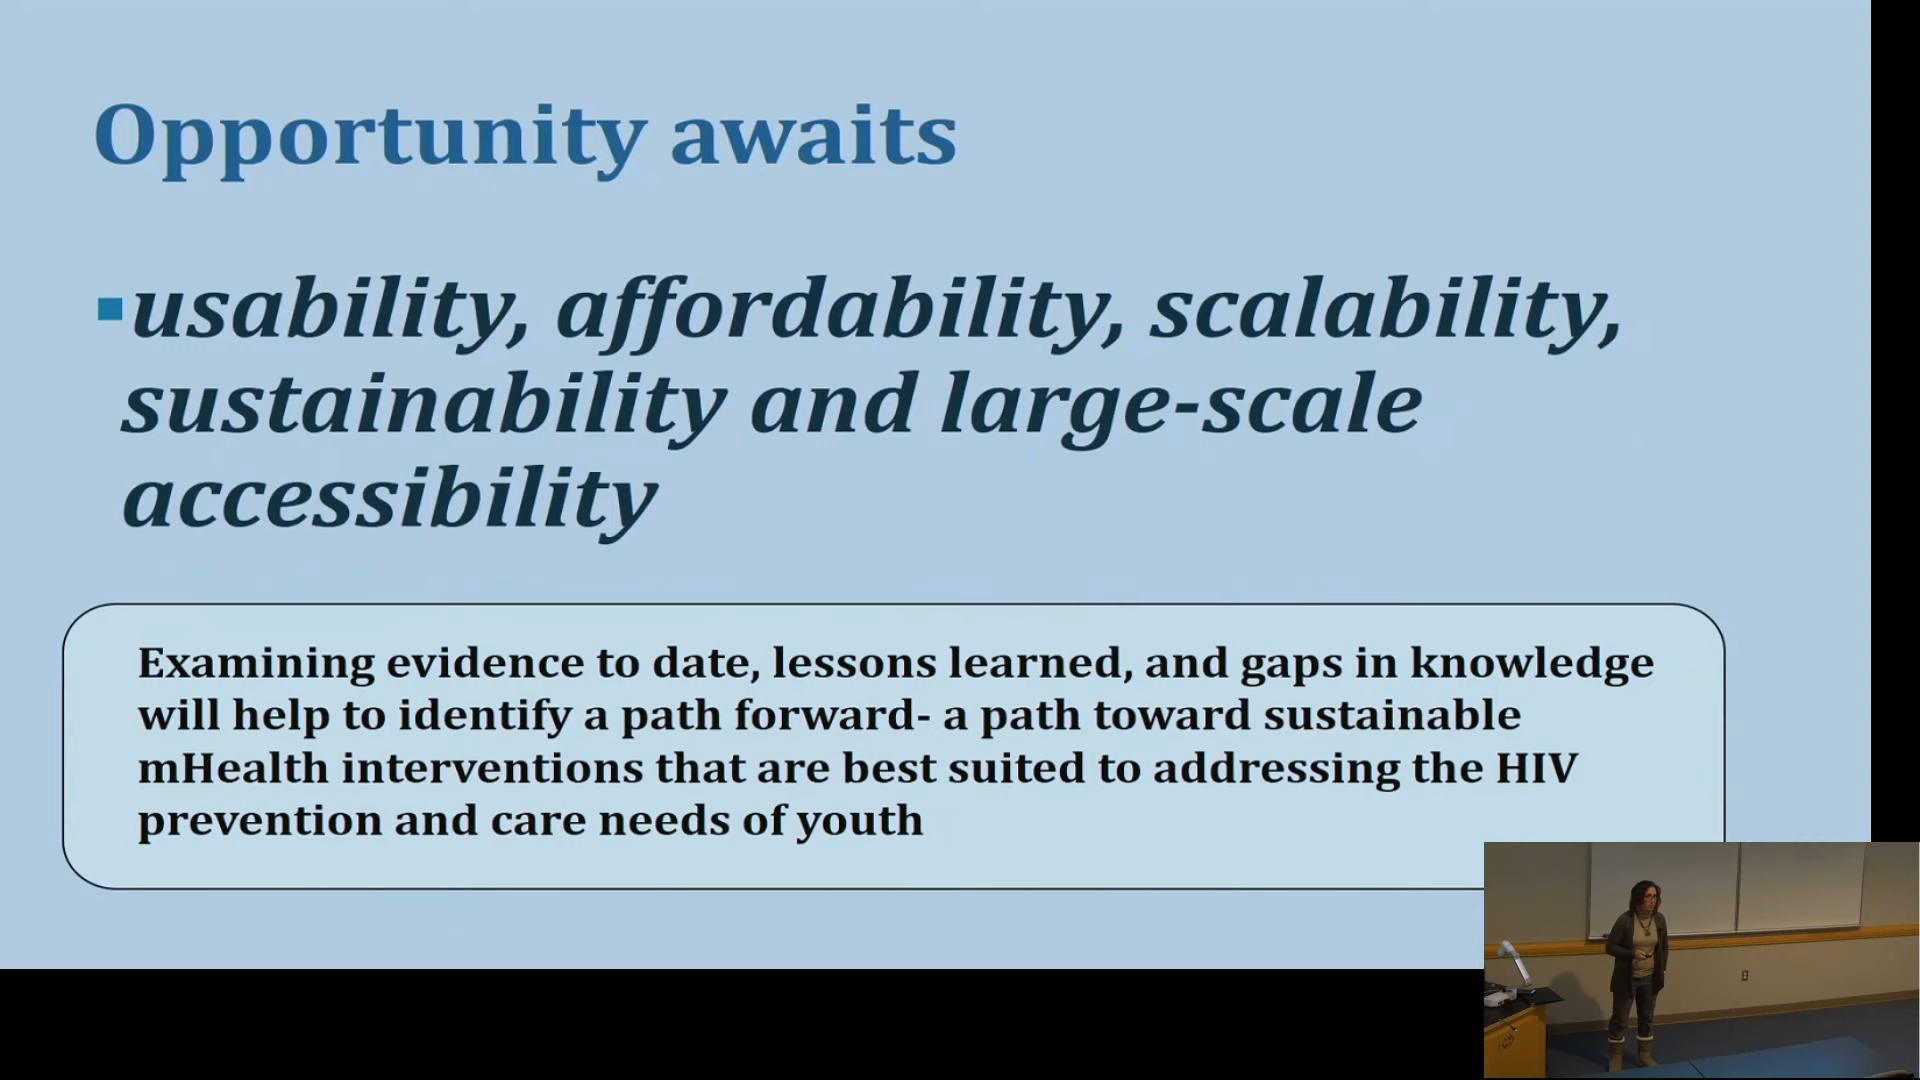 Opportunity awaits
▪usability, affordability, scalability,
sustainability and large-scale
accessibility
Examining evidence to date, lessons learned, and gaps in knowledge
will help to identify a path forward- a path toward sustainable
mHealth interventions that are best suited to addressing the HIV
prevention and care needs of youth